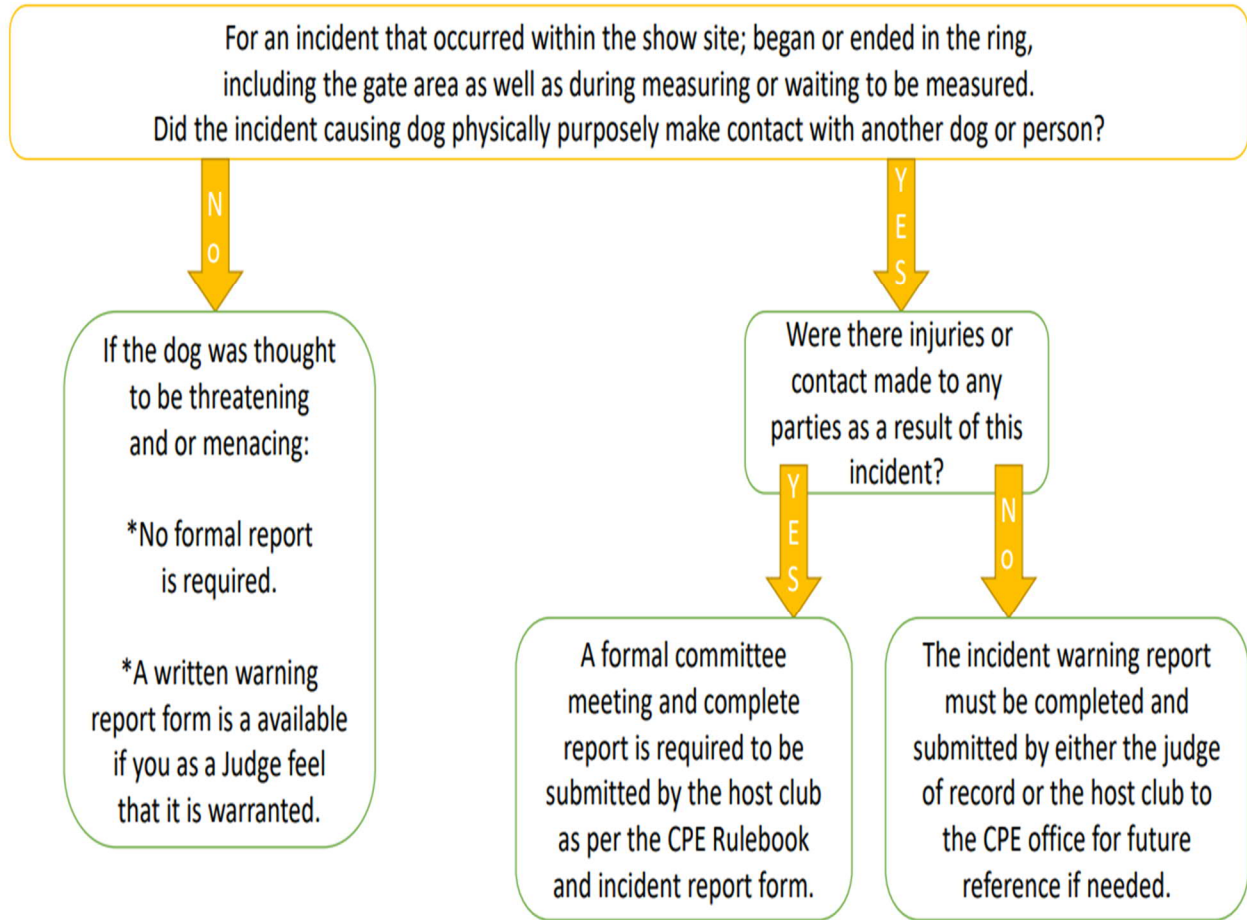 For an incident that occurred within the show site; began or ended in the ring,
including the gate area as well as during measuring or waiting to be measured.
Did the incident causing dog physically purposely make contact with another dog or person?
No
YES
If the dog was thought
to be threatening
and or menacing:
*No formal report
is required.
*A written warning
report form is a available
if you as a Judge feel
that it is warranted.
Were there injuries or
contact made to any
parties as a result of this
incident?
YES
No
A formal committee
meeting and complete
report is required to be
submitted by the host club
as per the CPE Rulebook
and incident report form.
The incident warning report
must be completed and
submitted by either the judge
of record or the host club to
the CPE office for future
reference if needed.